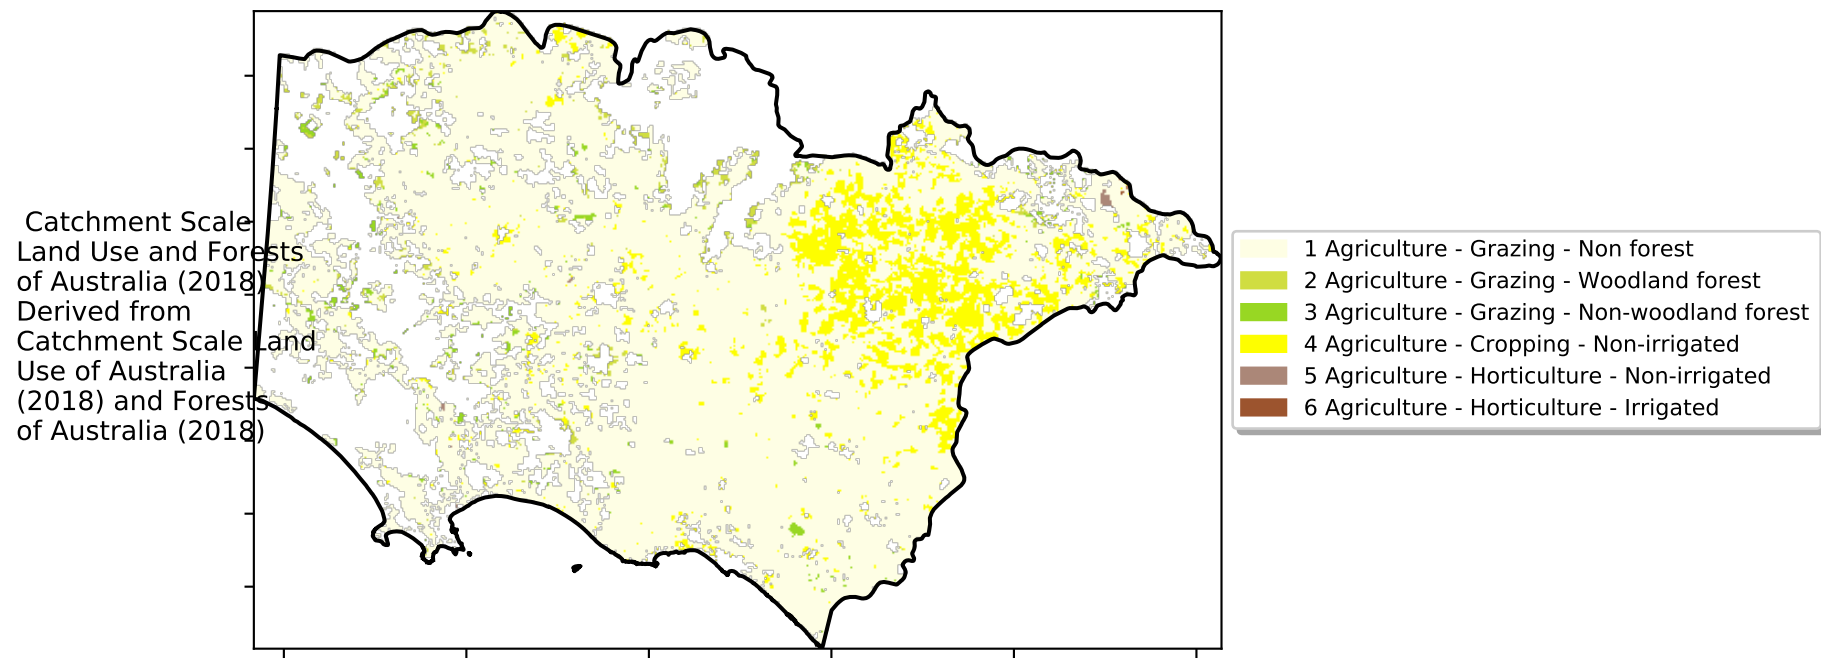 Catchment Scale
Land Use and Forests
of Australia (2018)
Derived from
Catchment Scale Land
Use of Australia
(2018) and Forests
of Australia (2018)
1 Agriculture - Grazing - Non forest
2 Agriculture - Grazing - Woodland forest
3 Agriculture - Grazing - Non-woodland forest
4 Agriculture - Cropping - Non-irrigated
5 Agriculture - Horticulture - Non-irrigated
6 Agriculture - Horticulture - Irrigated